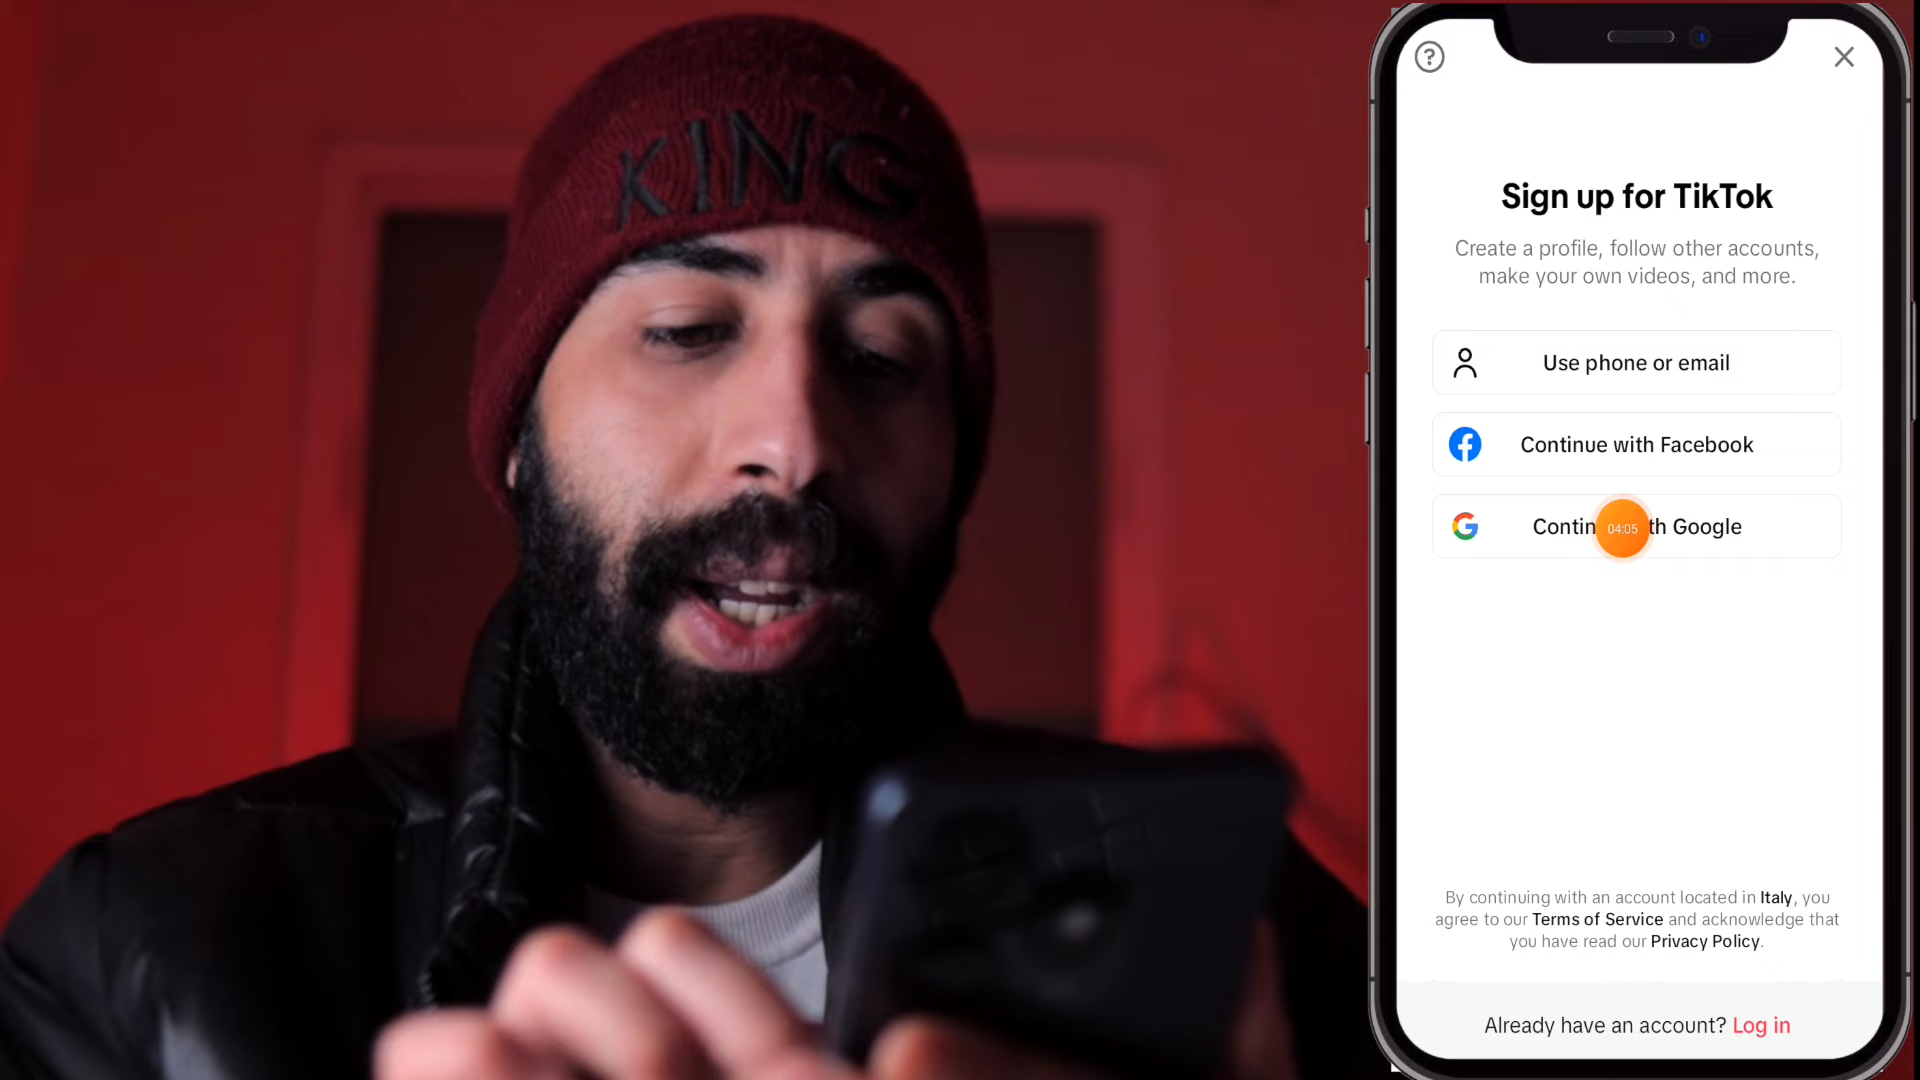 KING
?
Sign up for TikTok
Create a profile, follow other accounts,
make your own videos, and more.
Use phone or email
Continue with Facebook
Contin 04:05 th Google
By continuing with an account located in Italy, you
agree to our Terms of Service and acknowledge that
you have read our Privacy Policy.
Already have an account? Log in